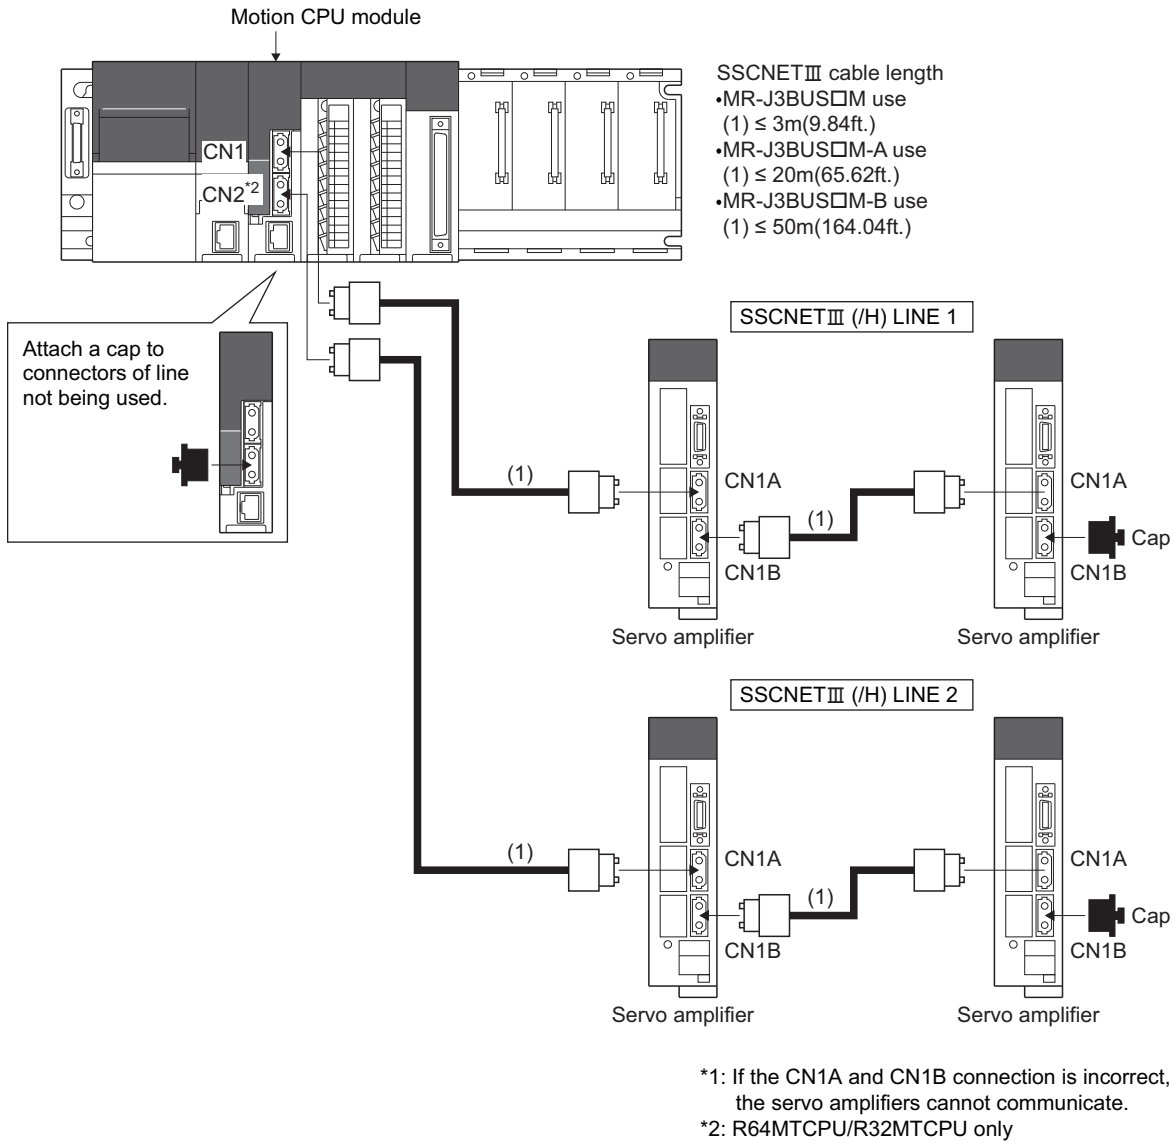 Motion CPU module
SSCNETⅢ cable length
•MR-J3BUS□M use
(1) ≤ 3m(9.84ft.)
•MR-J3BUS□M-A use
(1) ≤ 20m(65.62ft.)
•MR-J3BUS□M-B use
(1) ≤ 50m(164.04ft.)
CN1
CN2*2
Attach a cap to
connectors of line
not being used.
SSCNETⅢ (/H) LINE 1
(1)
CN1A
(1)
CN1B
CN1A
Cap
CN1B
Servo amplifier
Servo amplifier
SSCNETⅢ (/H) LINE 2
(1)
CN1A
(1)
CN1B
CN1A
Cap
CN1B
Servo amplifier
Servo amplifier
*1: If the CN1A and CN1B connection is incorrect,
the servo amplifiers cannot communicate.
*2: R64MTCPU/R32MTCPU only